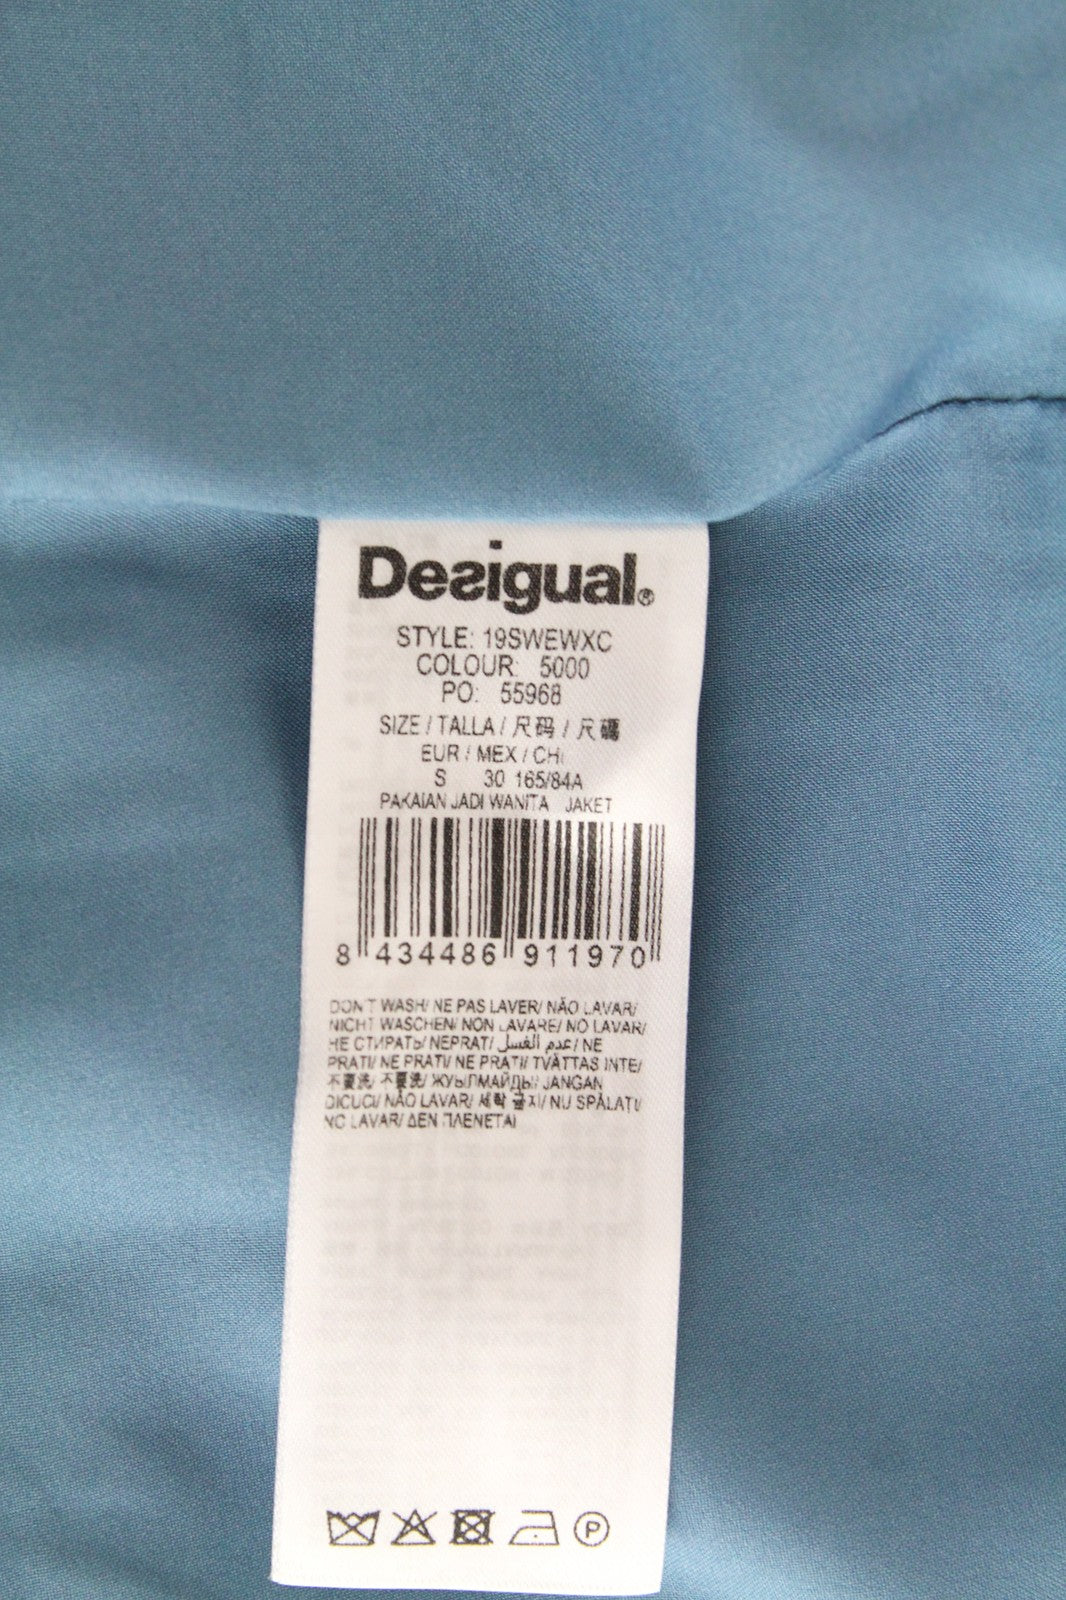 Desigual®
STYLE: 19SWEWXC
COLOUR: 5000
PO: 55968
SIZE / TALLA / 尺码 / 尺碼
EUR / MEX / CHI
S 30 165/84A
PAKAIAN JADI WANITA JAKET
8 434486 911970
DON'T WASH/ NE PAS LAVER/ NÃO LAVAR/
NICHT WASCHEN/ NON LAVARE/ NO LAVAR/
НЕ СТИРАТЬ/ NEPRAT/ عدم الغسل/ NE
PRATI/ NE PRATI/ NE PRATI/ TVÄTTAS INTE/
不要洗/ 不要洗/ ЖУЫЛМАЙДЫ/ JANGAN
DICUCI/ NÃO LAVAR/ 세탁 금지/ NU SPĂLAȚI/
NO LAVAR/ ΔΕΝ ΠΛΕΝΕΤΑΙ
P